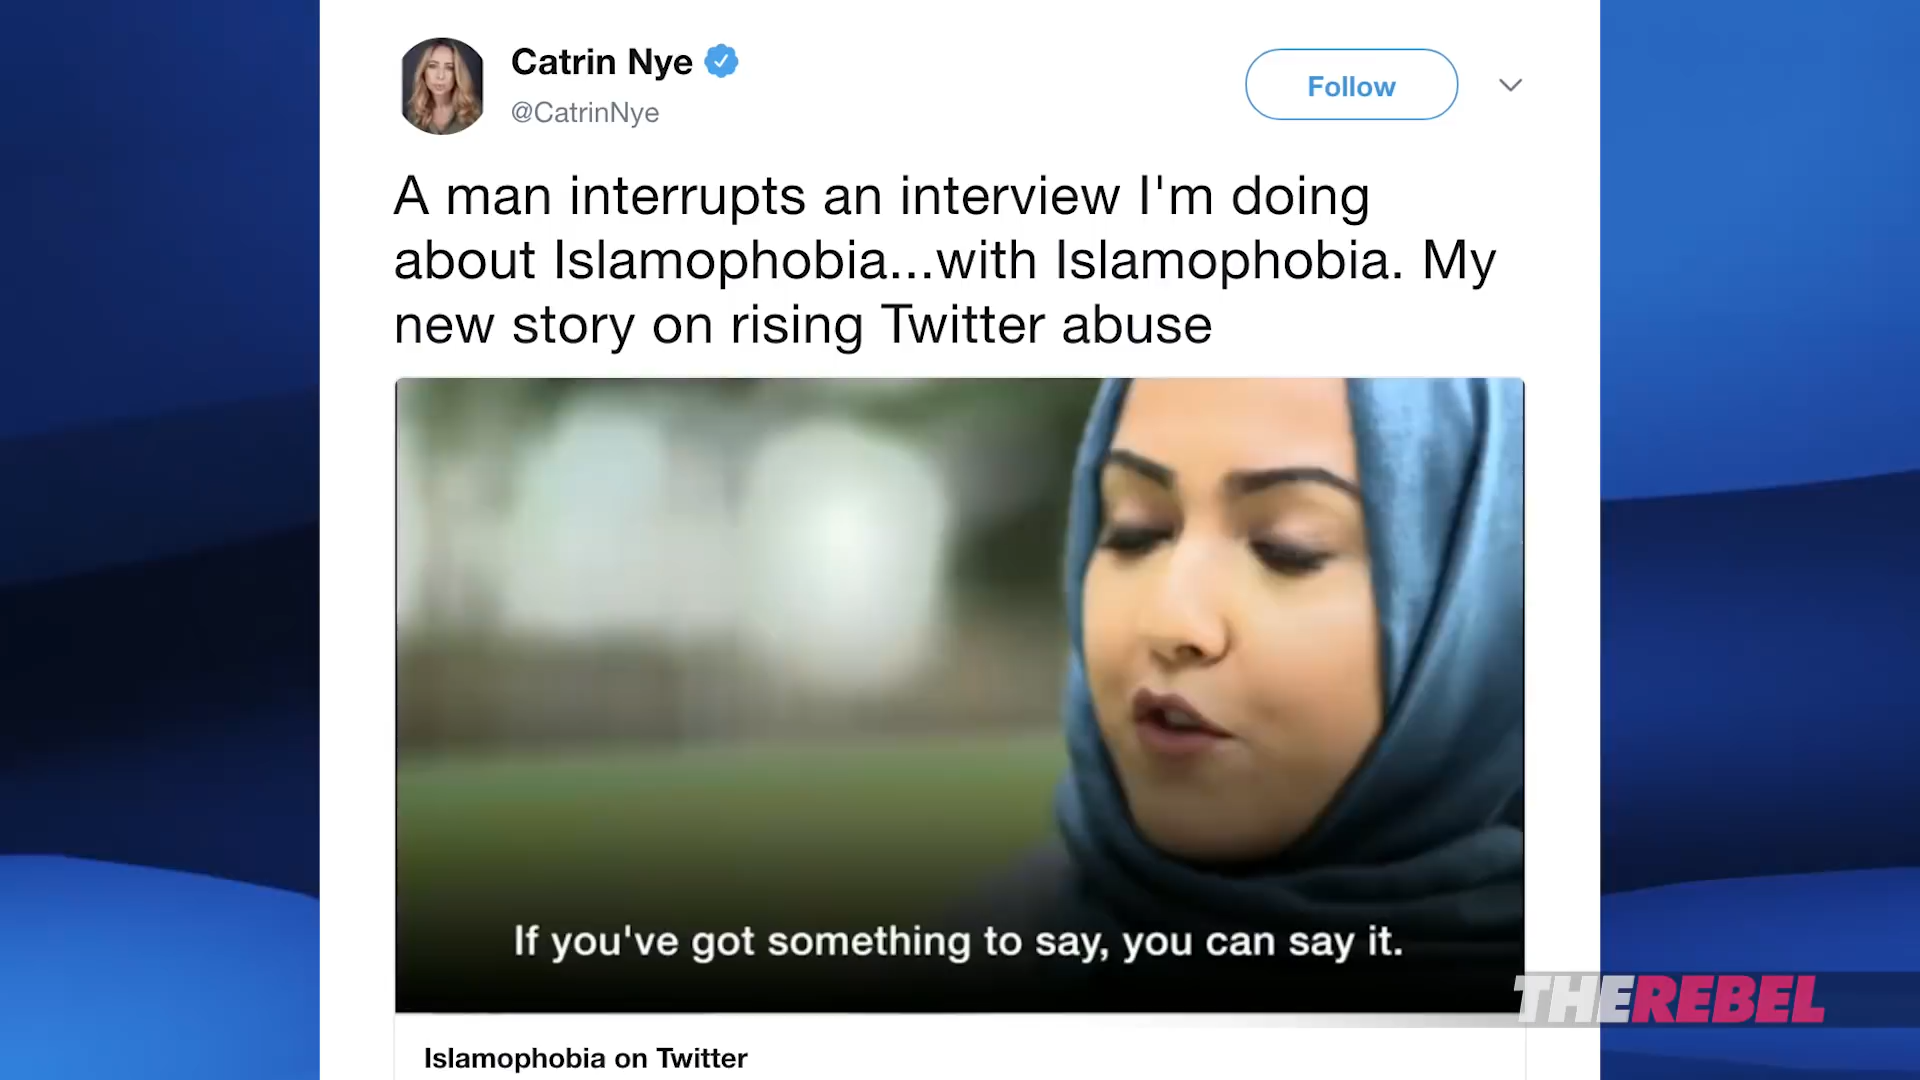 Catrin Nye
@CatrinNye
Follow
A man interrupts an interview I'm doing
about Islamophobia...with Islamophobia. My
new story on rising Twitter abuse
If you've got something to say, you can say it.
THEREBEL
Islamophobia on Twitter